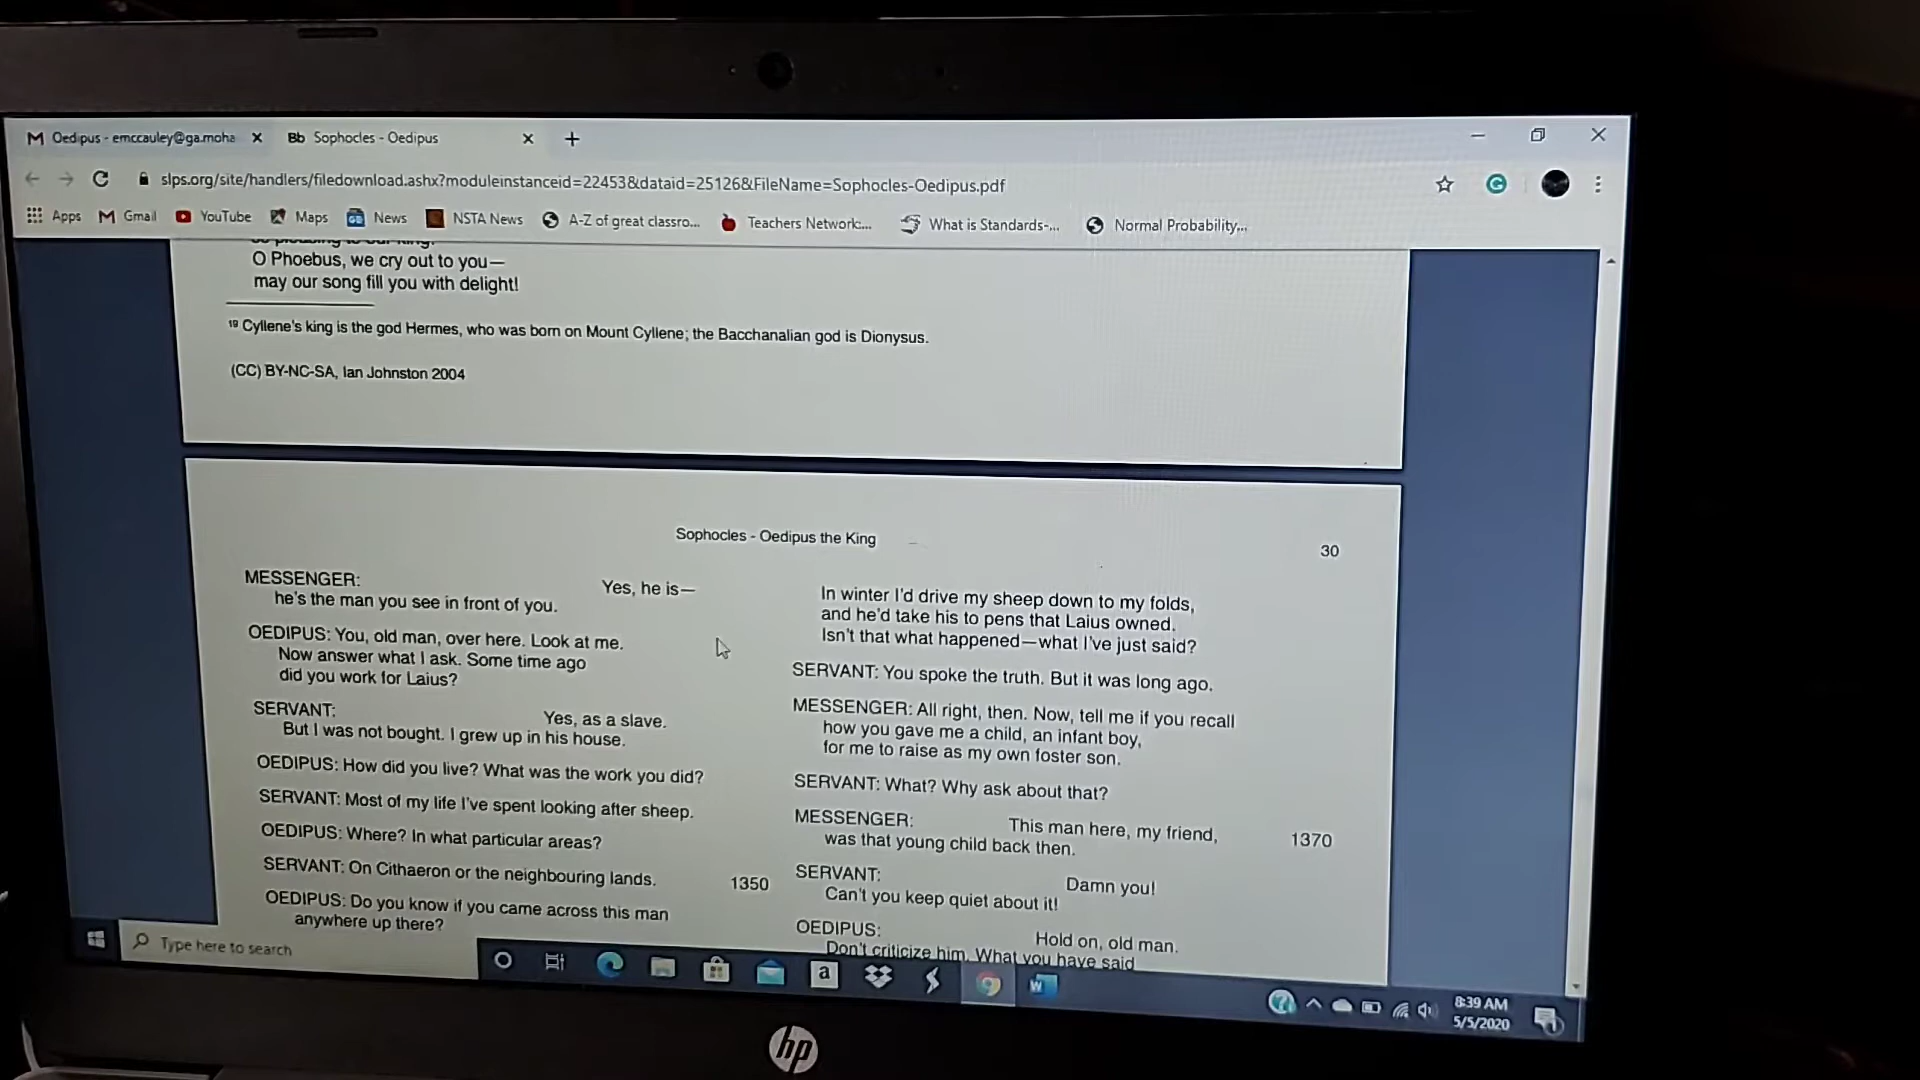 Oedipus - emccauley@ga.moha
Bb Sophocles - Oedipus
slps.org/site/handlers/filedownload.ashx?moduleinstanceid=22453&dataid=25126&FileName=Sophocles-Oedipus.pdf
Apps Gmail YouTube Maps News NSTA News A-Z of great classro... Teachers Network:... What is Standards-... Normal Probability...
O Phoebus, we cry out to you—
may our song fill you with delight!
19 Cyllene's king is the god Hermes, who was born on Mount Cyllene; the Bacchanalian god is Dionysus.
(CC) BY-NC-SA, Ian Johnston 2004
Sophocles - Oedipus the King
30
MESSENGER: Yes, he is—
he's the man you see in front of you.
OEDIPUS: You, old man, over here. Look at me.
Now answer what I ask. Some time ago
did you work for Laius?
SERVANT: Yes, as a slave.
But I was not bought. I grew up in his house.
OEDIPUS: How did you live? What was the work you did?
SERVANT: Most of my life I've spent looking after sheep.
OEDIPUS: Where? In what particular areas?
SERVANT: On Cithaeron or the neighbouring lands. 1350
OEDIPUS: Do you know if you came across this man
anywhere up there?
In winter I'd drive my sheep down to my folds,
and he'd take his to pens that Laius owned.
Isn't that what happened—what I've just said?
SERVANT: You spoke the truth. But it was long ago.
MESSENGER: All right, then. Now, tell me if you recall
how you gave me a child, an infant boy,
for me to raise as my own foster son.
SERVANT: What? Why ask about that?
MESSENGER: This man here, my friend,
was that young child back then. 1370
SERVANT: Damn you!
Can't you keep quiet about it!
OEDIPUS: Hold on, old man.
Don't criticize him. What you have said
Type here to search
8:39 AM
5/5/2020
hp